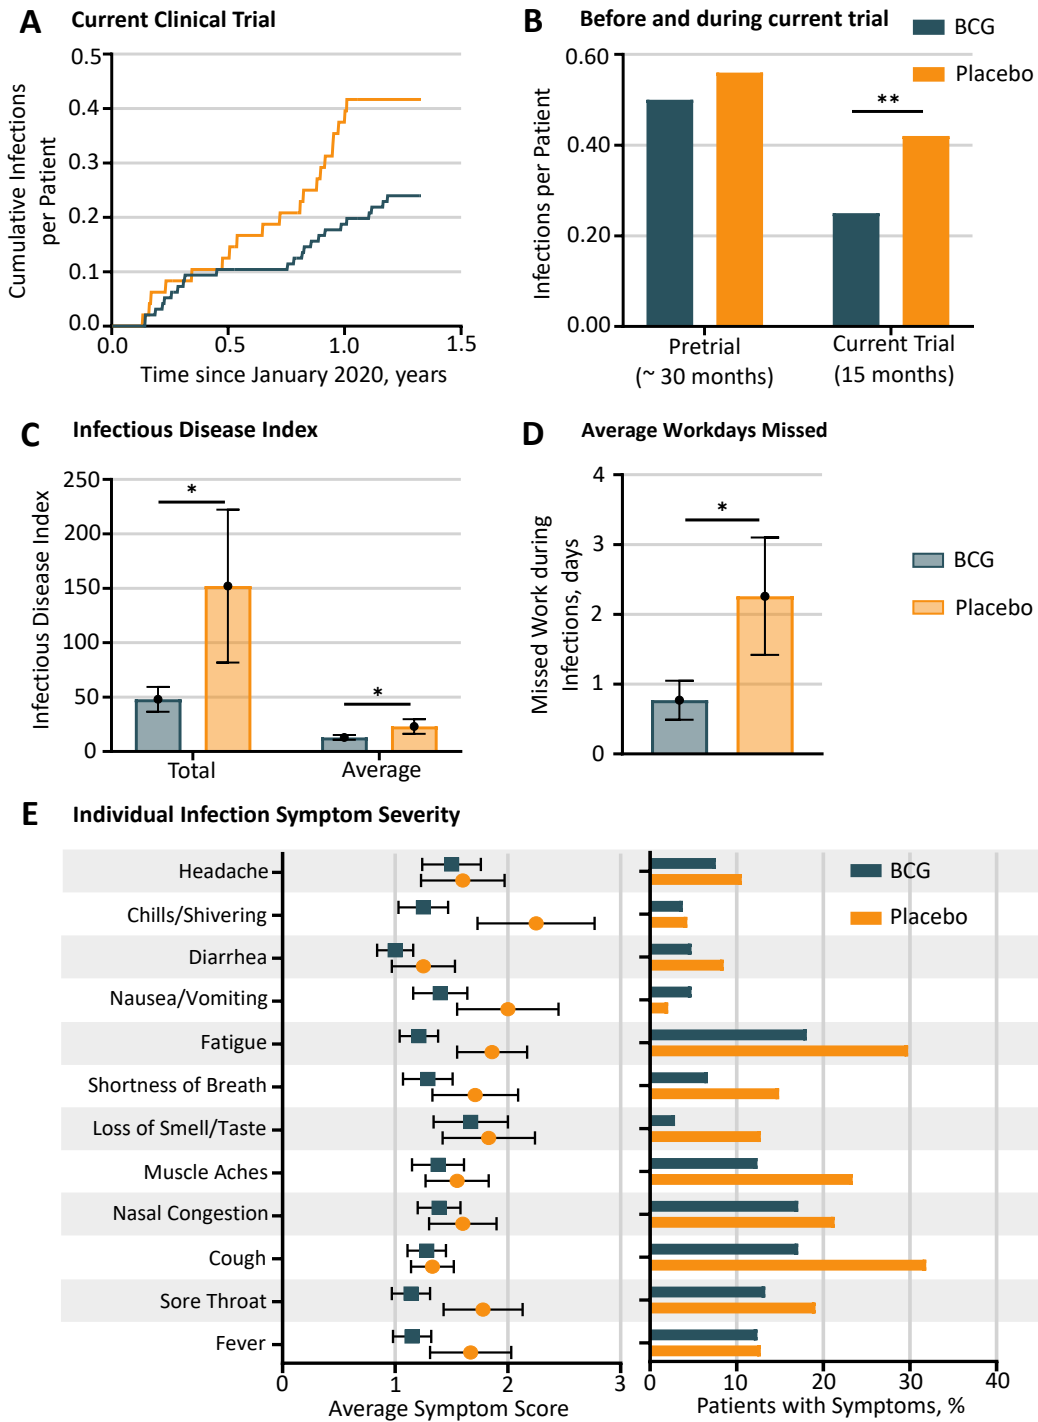 A Current Clinical Trial
Cumulative Infections
per Patient
0.5
0.4
0.3
0.2
0.1
0.0
0.0 0.5 1.0 1.5
Time since January 2020, years
B Before and during current trial
BCG
Placebo
Infections per Patient
0.60
0.40
0.20
0.00
**
Pretrial
(~ 30 months)
Current Trial
(15 months)
C Infectious Disease Index
Infectious Disease Index
250
200
150
100
50
0
*
*
Total Average
D Average Workdays Missed
Missed Work during
Infections, days
4
3
2
1
0
*
BCG
Placebo
E Individual Infection Symptom Severity
Headache
Chills/Shivering
Diarrhea
Nausea/Vomiting
Fatigue
Shortness of Breath
Loss of Smell/Taste
Muscle Aches
Nasal Congestion
Cough
Sore Throat
Fever
0 1 2 3
Average Symptom Score
BCG
Placebo
0 10 20 30 40
Patients with Symptoms, %